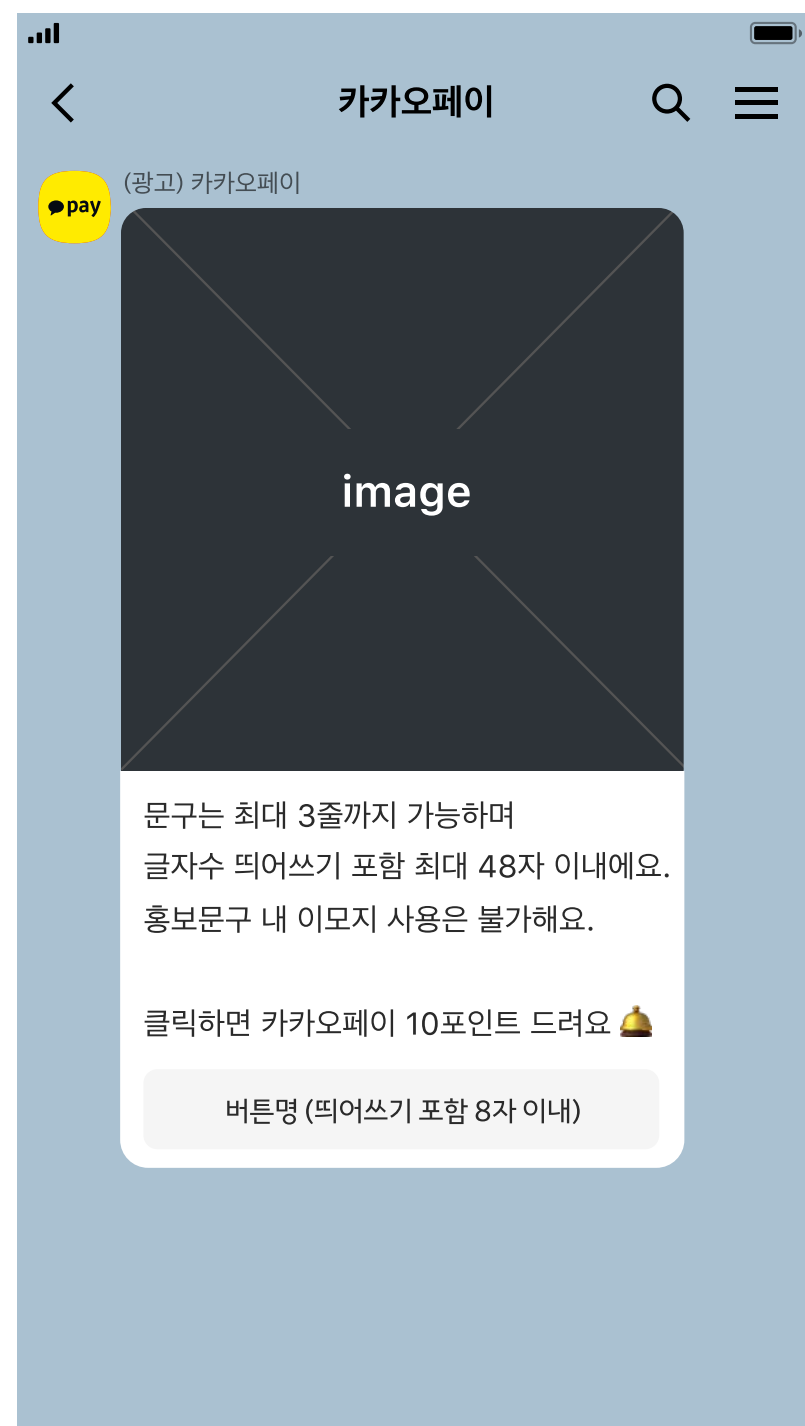 카카오페이
pay
(광고) 카카오페이
image
문구는 최대 3줄까지 가능하며
글자수 띄어쓰기 포함 최대 48자 이내에요.
홍보문구 내 이모지 사용은 불가해요.
클릭하면 카카오페이 10포인트 드려요
버튼명 (띄어쓰기 포함 8자 이내)